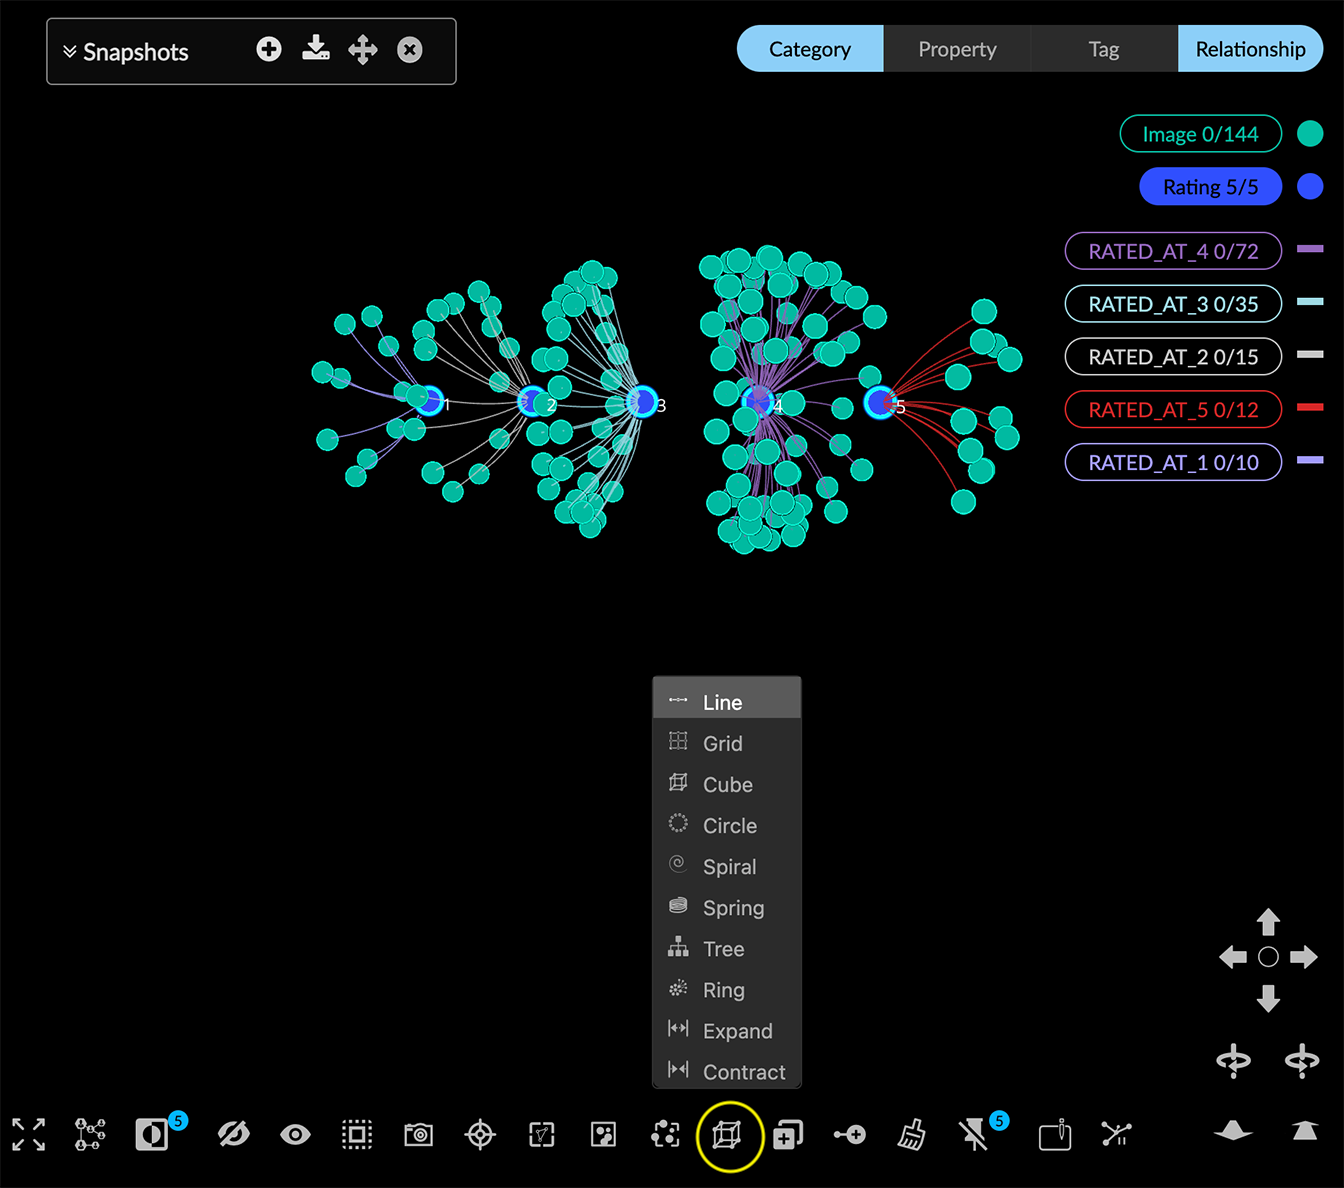 Snapshots
Category
Property
Tag
Relationship
Image 0/144
Rating 5/5
RATED_AT_4 0/72
RATED_AT_3 0/35
RATED_AT_2 0/15
RATED_AT_5 0/12
RATED_AT_1 0/10
1
2
3
4
5
Line
Grid
Cube
Circle
Spiral
Spring
Tree
Ring
Expand
Contract
5
5